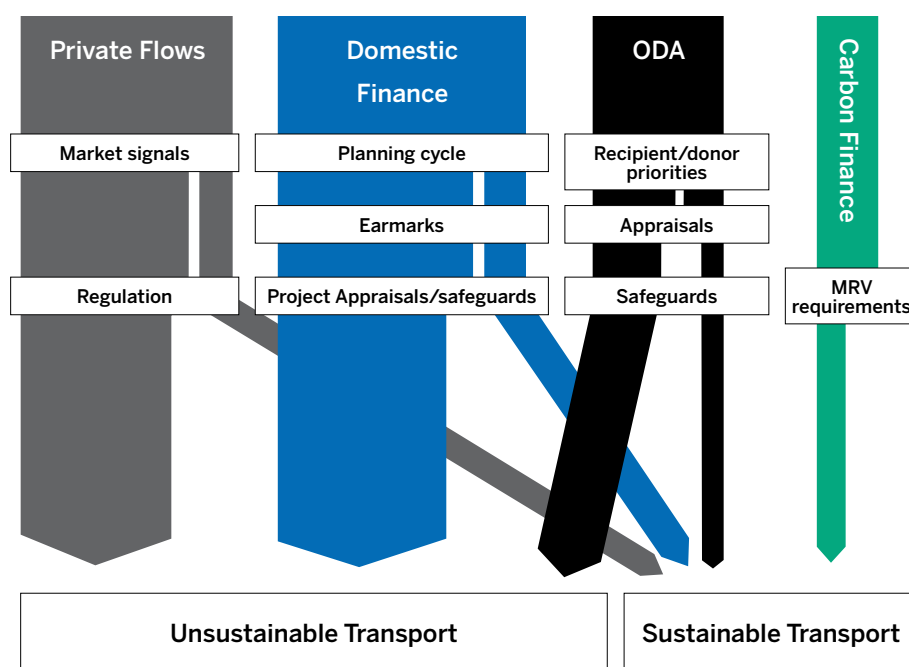 Private Flows
Domestic
Finance
ODA
Carbon Finance
Market signals
Planning cycle
Recipient/donor
priorities
Earmarks
Appraisals
Regulation
Project Appraisals/safeguards
Safeguards
MRV
requirements
Unsustainable Transport
Sustainable Transport